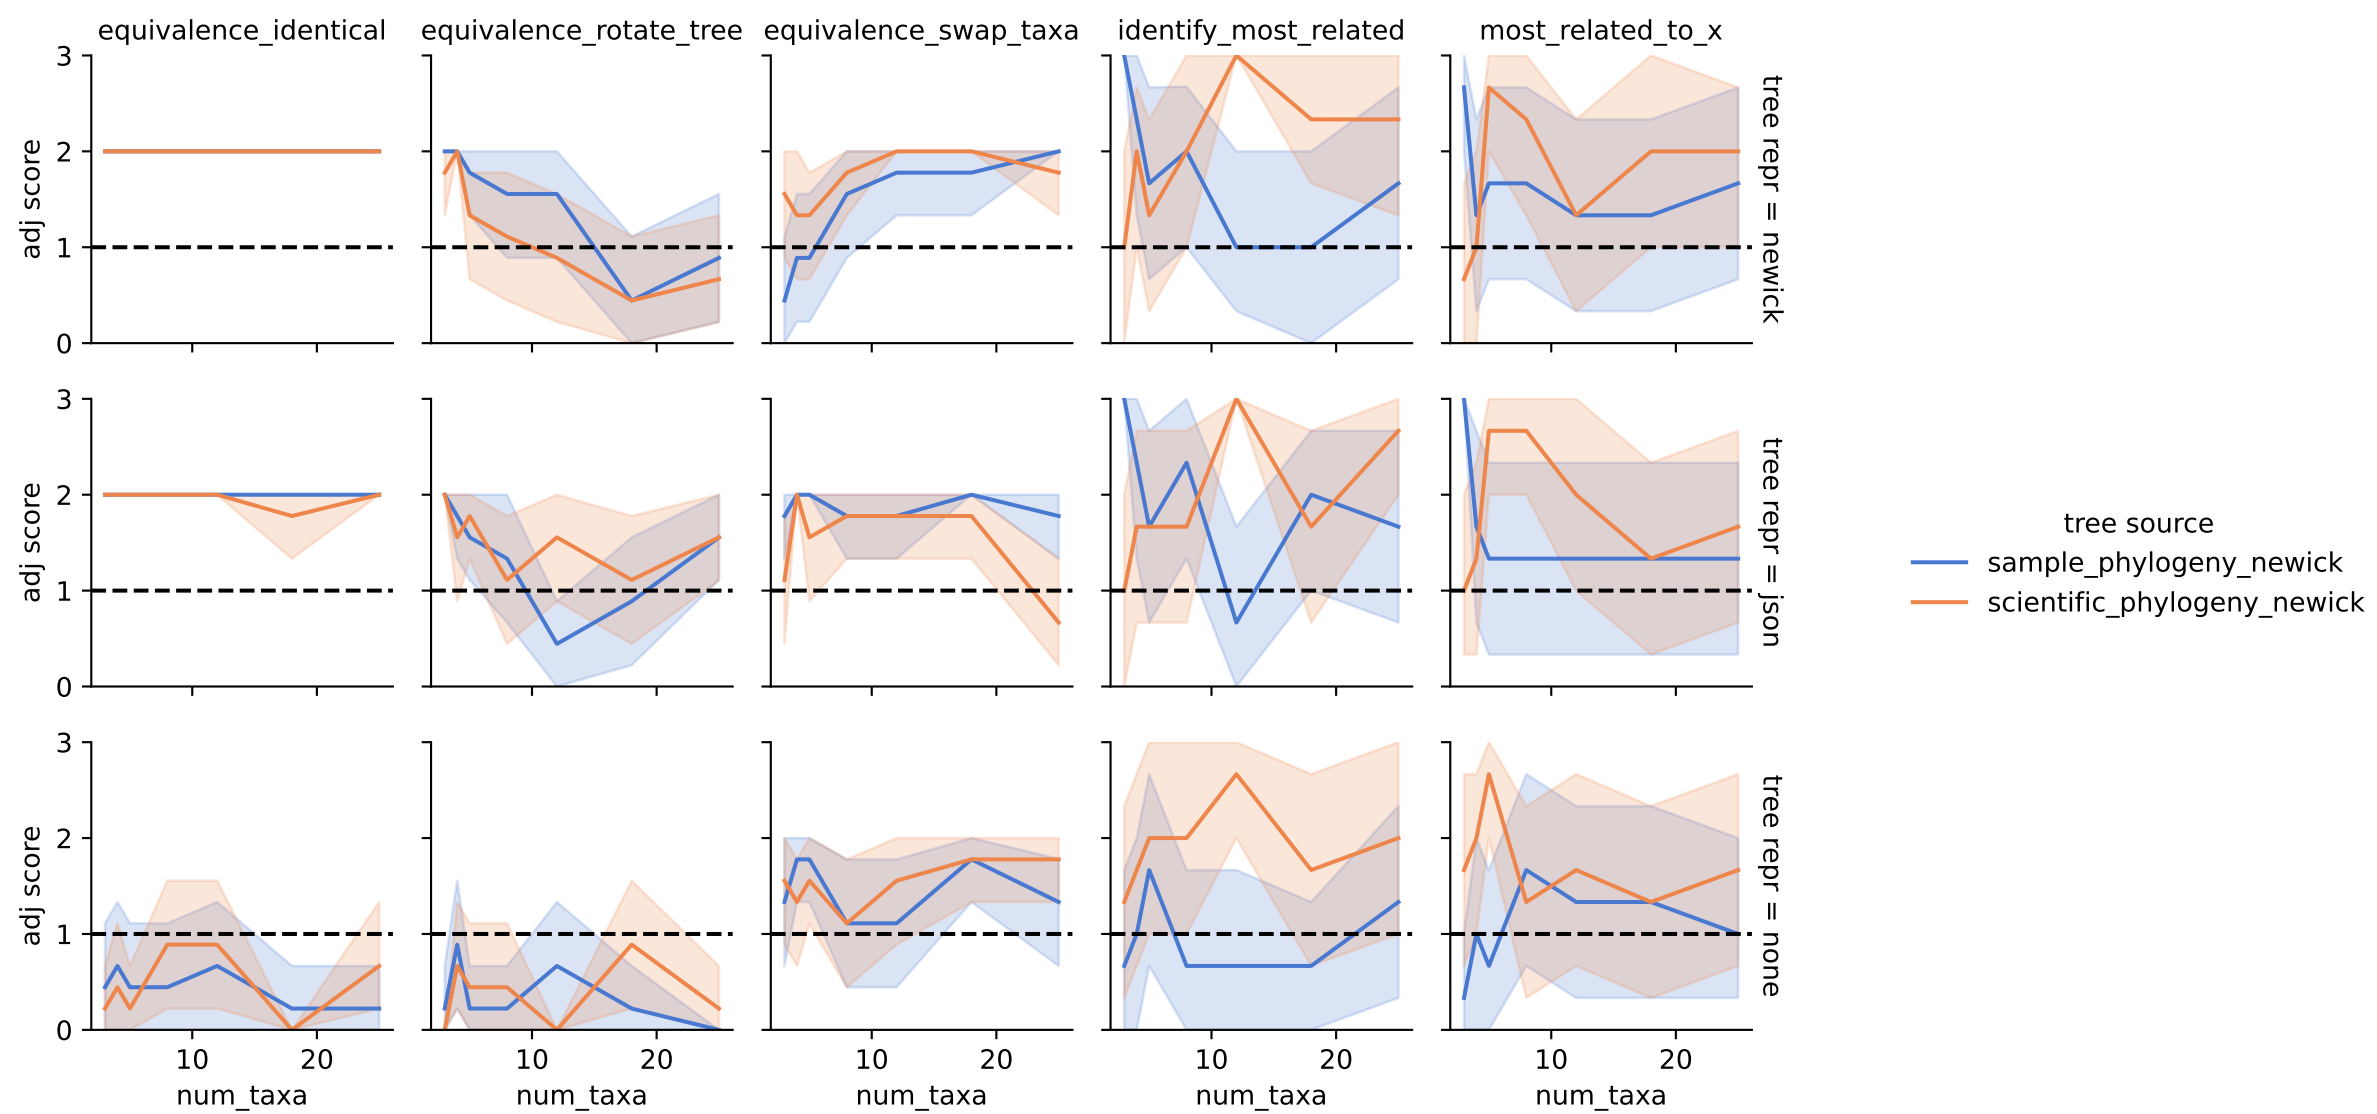 equivalence_identical
equivalence_rotate_tree
equivalence_swap_taxa
identify_most_related
most_related_to_x
3
2
1
0
adj score
tree repr = newick
3
2
1
0
adj score
tree repr = json
tree source
sample_phylogeny_newick
scientific_phylogeny_newick
3
2
1
0
adj score
tree repr = none
10 20
10 20
10 20
10 20
10 20
num_taxa
num_taxa
num_taxa
num_taxa
num_taxa